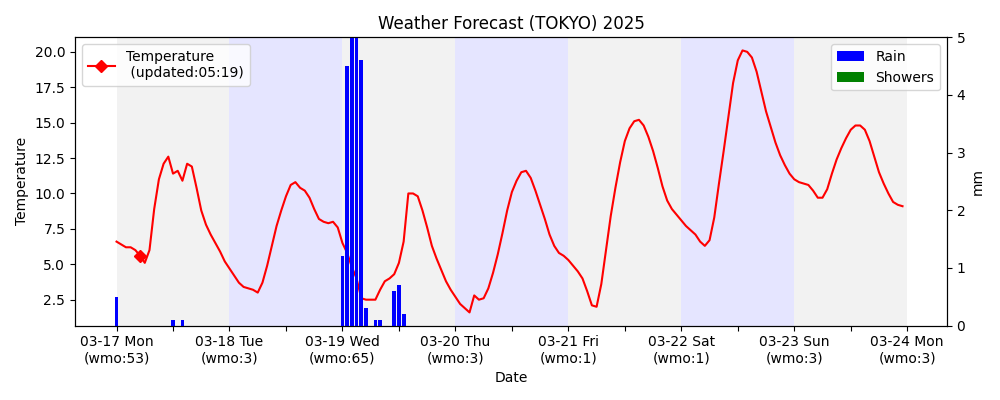 Weather Forecast (TOKYO) 2025
Temperature
(updated:05:19)
Rain
Showers
20.0
17.5
15.0
12.5
10.0
7.5
5.0
2.5
Temperature
5
4
3
2
1
0
mm
03-17 Mon
(wmo:53)
03-18 Tue
(wmo:3)
03-19 Wed
(wmo:65)
03-20 Thu
(wmo:3)
03-21 Fri
(wmo:1)
03-22 Sat
(wmo:1)
03-23 Sun
(wmo:3)
03-24 Mon
(wmo:3)
Date